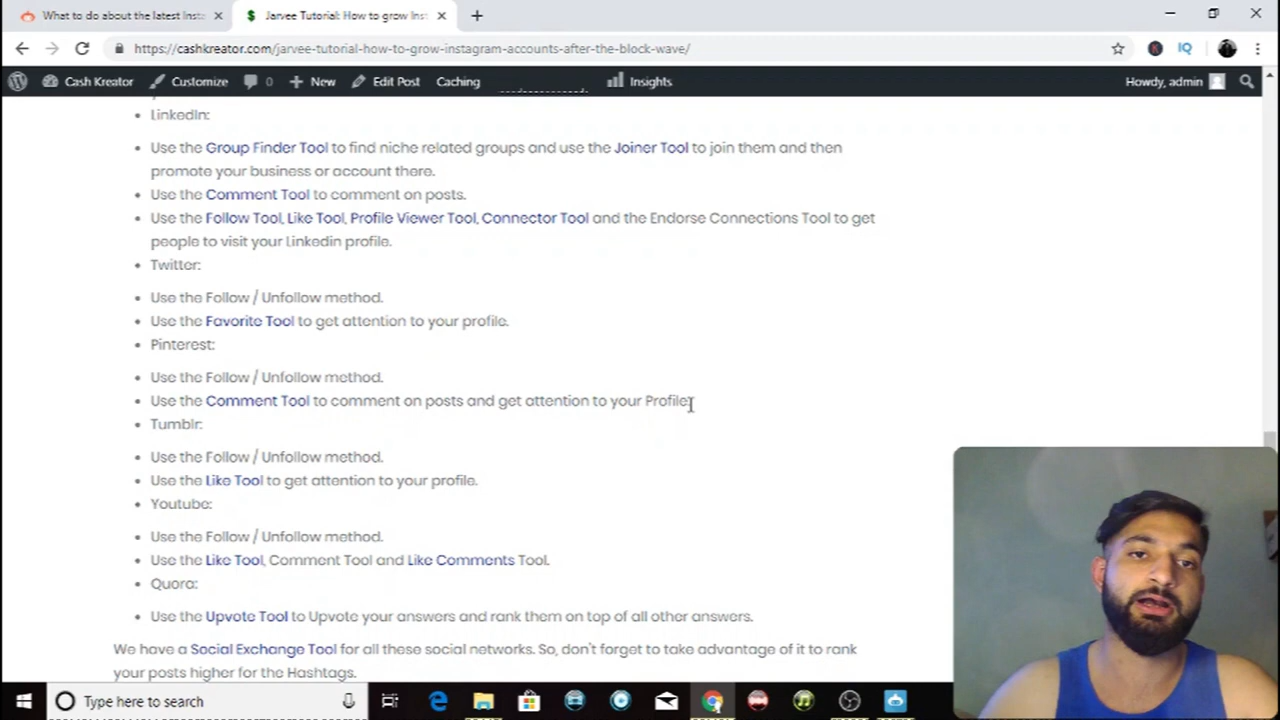 What to do about the latest Inst
Jarvee Tutorial: How to grow Ins
https://cashkreator.com/jarvee-tutorial-how-to-grow-instagram-accounts-after-the-block-wave/
Cash Kreator Customize 0 New Edit Post Caching Insights Howdy, admin
LinkedIn:
Use the Group Finder Tool to find niche related groups and use the Joiner Tool to join them and then
promote your business or account there.
Use the Comment Tool to comment on posts.
Use the Follow Tool, Like Tool, Profile Viewer Tool, Connector Tool and the Endorse Connections Tool to get
people to visit your Linkedin profile.
Twitter:
Use the Follow / Unfollow method.
Use the Favorite Tool to get attention to your profile.
Pinterest:
Use the Follow / Unfollow method.
Use the Comment Tool to comment on posts and get attention to your Profile.
Tumblr:
Use the Follow / Unfollow method.
Use the Like Tool to get attention to your profile.
Youtube:
Use the Follow / Unfollow method.
Use the Like Tool, Comment Tool and Like Comments Tool.
Quora:
Use the Upvote Tool to Upvote your answers and rank them on top of all other answers.
We have a Social Exchange Tool for all these social networks. So, don't forget to take advantage of it to rank
your posts higher for the Hashtags.
Type here to search